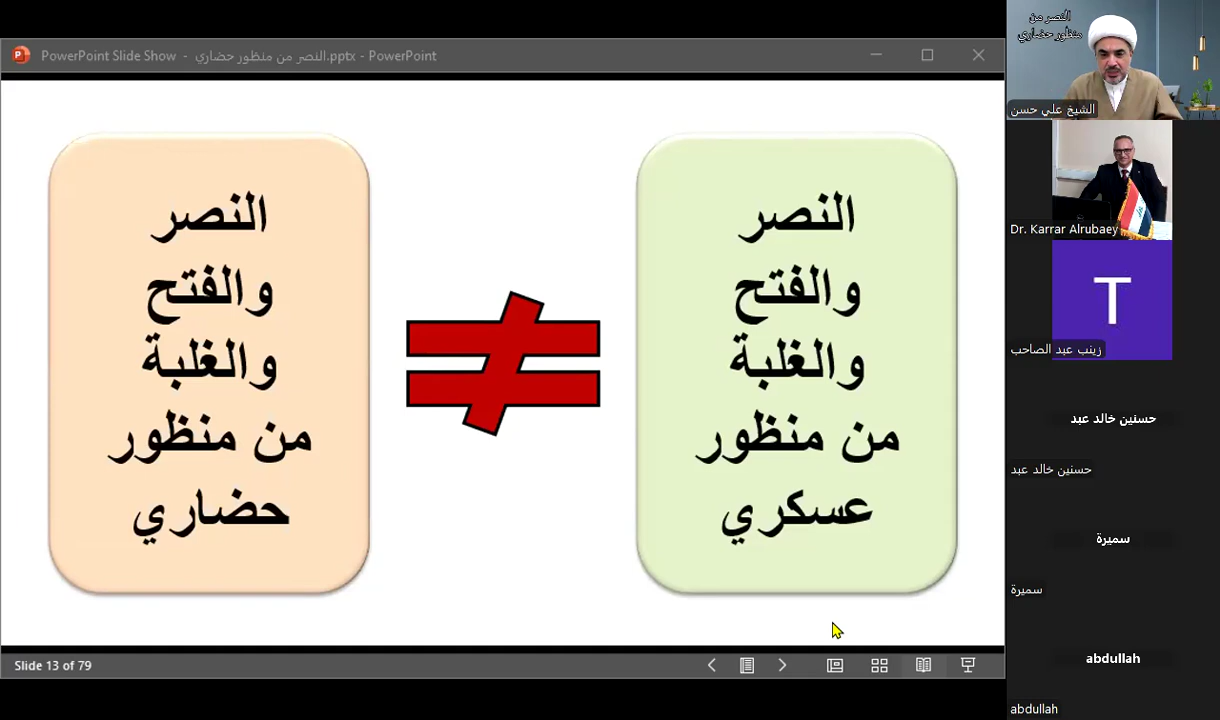 PowerPoint Slide Show - النصر من منظور حضاري.pptx - PowerPoint
النصر
والفتح
والغلبة
من منظور
عسكري
≠
النصر
والفتح
والغلبة
من منظور
حضاري
Slide 13 of 79
النصر من
منظور حضاري
الشيخ علي حسن
Dr. Karrar Alrubaey
T
زينب عبد الصاحب
حسنين خالد عبد
حسنين خالد عبد
سميرة
سميرة
abdullah
abdullah